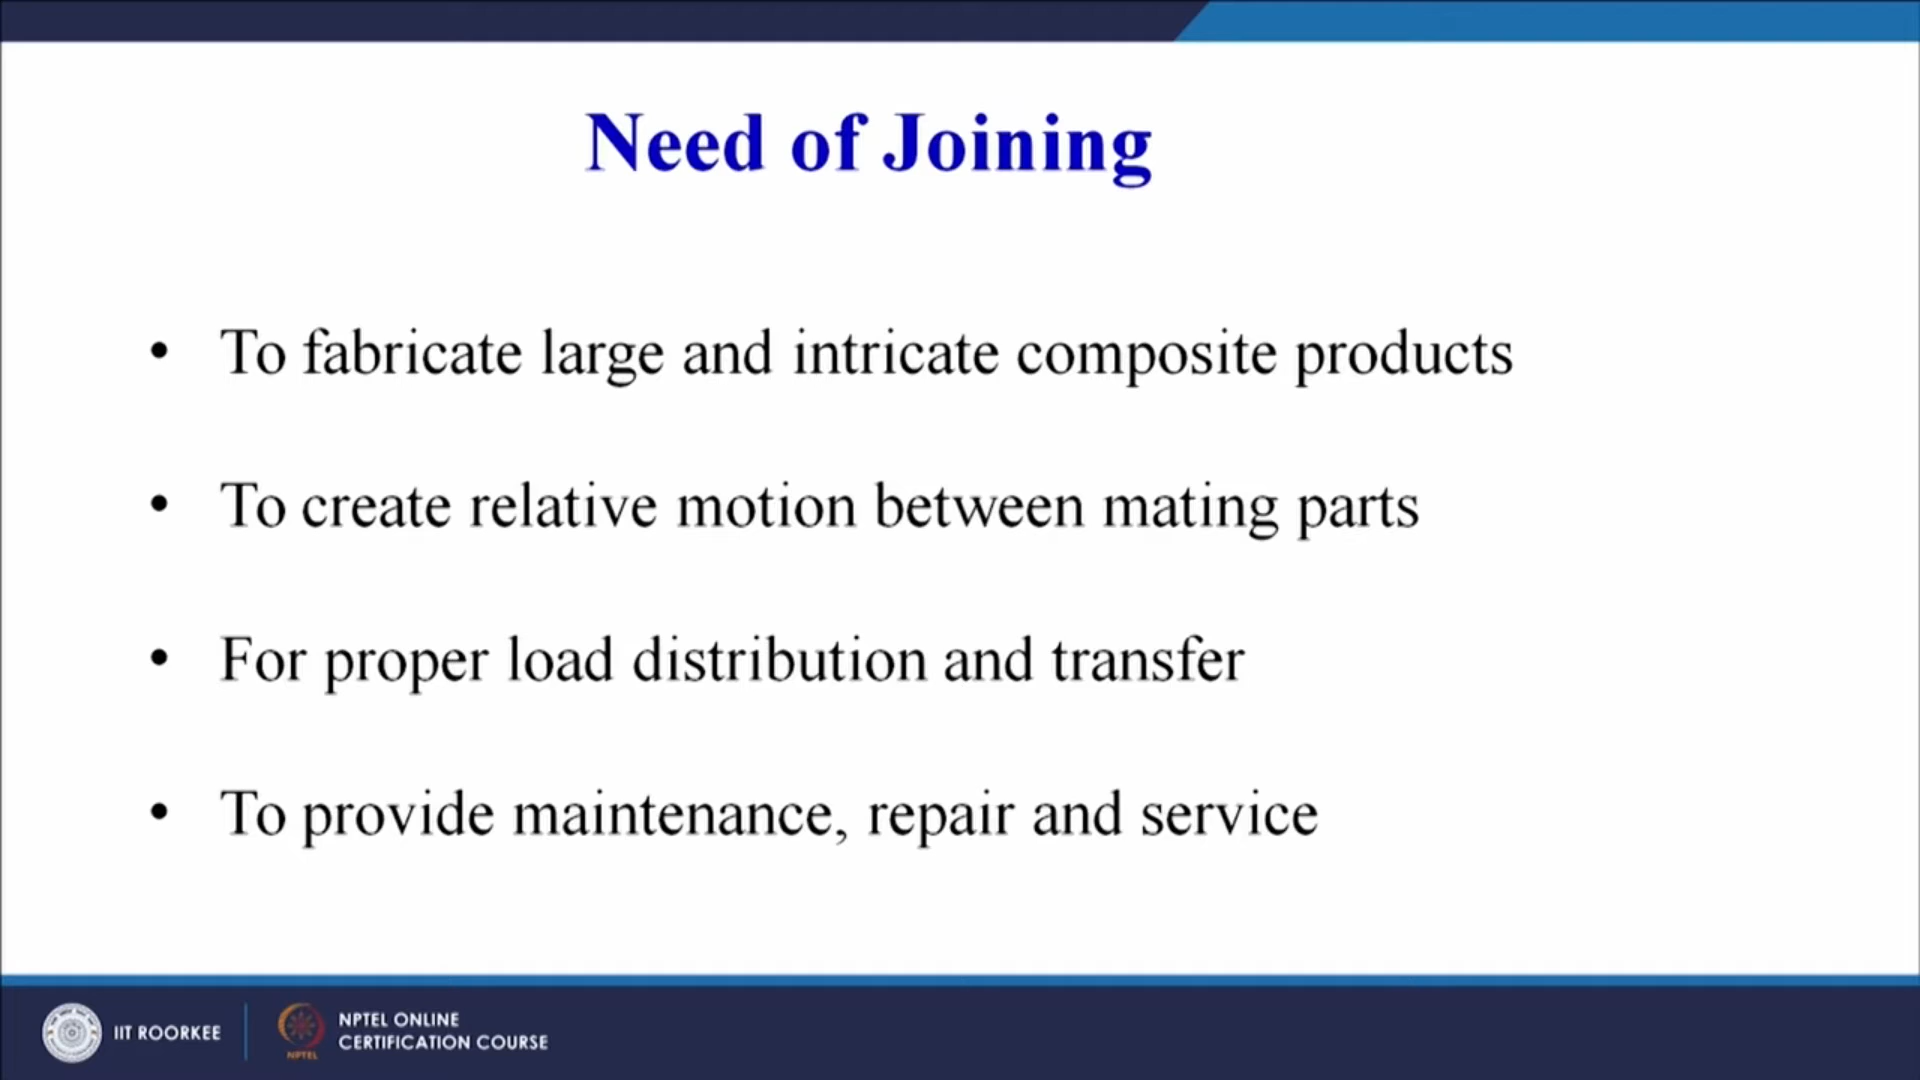 Need of Joining
• To fabricate large and intricate composite products
• To create relative motion between mating parts
• For proper load distribution and transfer
• To provide maintenance, repair and service
IIT ROORKEE
NPTEL
NPTEL ONLINE
CERTIFICATION COURSE